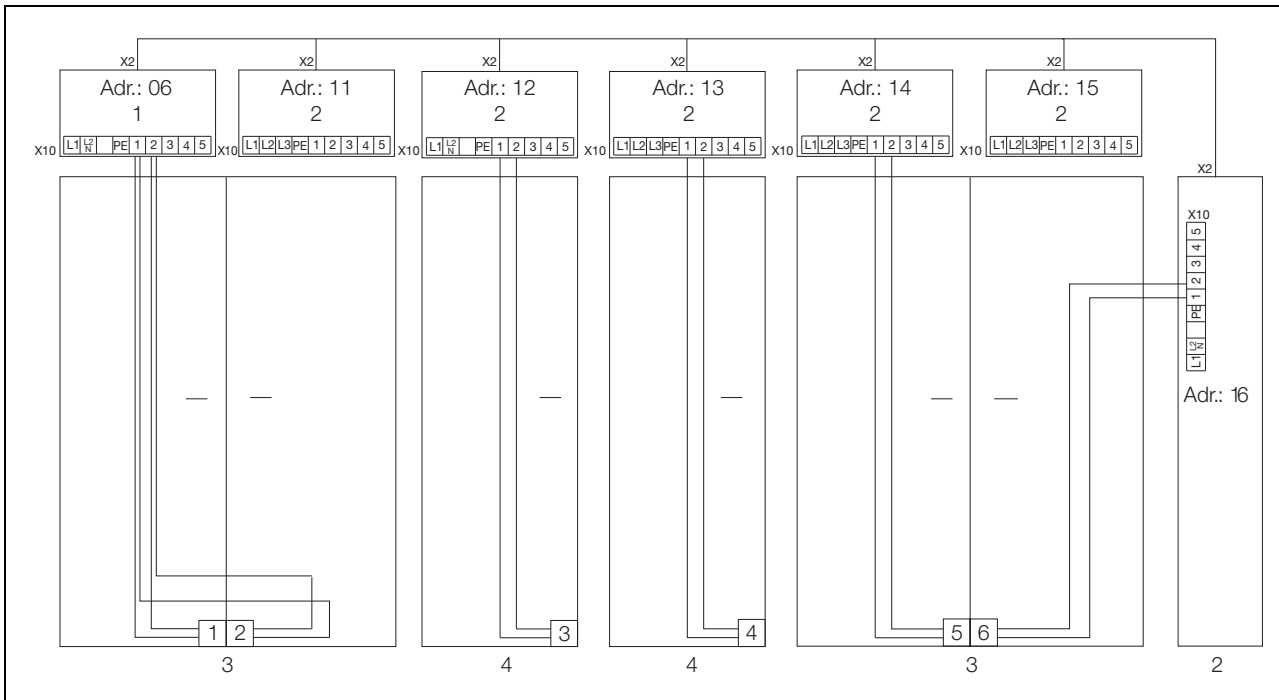 X2 X2 X2 X2 X2 X2
Adr.: 06 Adr.: 11 Adr.: 12 Adr.: 13 Adr.: 14 Adr.: 15
1 2 2 2 2 2
X10 L1 L2 N PE 1 2 3 4 5
X10 L1 L2 L3 PE 1 2 3 4 5
X10 L1 L2 N PE 1 2 3 4 5
X10 L1 L2 L3 PE 1 2 3 4 5
X10 L1 L2 L3 PE 1 2 3 4 5
X10 L1 L2 L3 PE 1 2 3 4 5
X2
X10
L1 L2 N PE 1 2 3 4 5
Adr.: 16
1 2 3 4 5 6
3 4 4 3 2